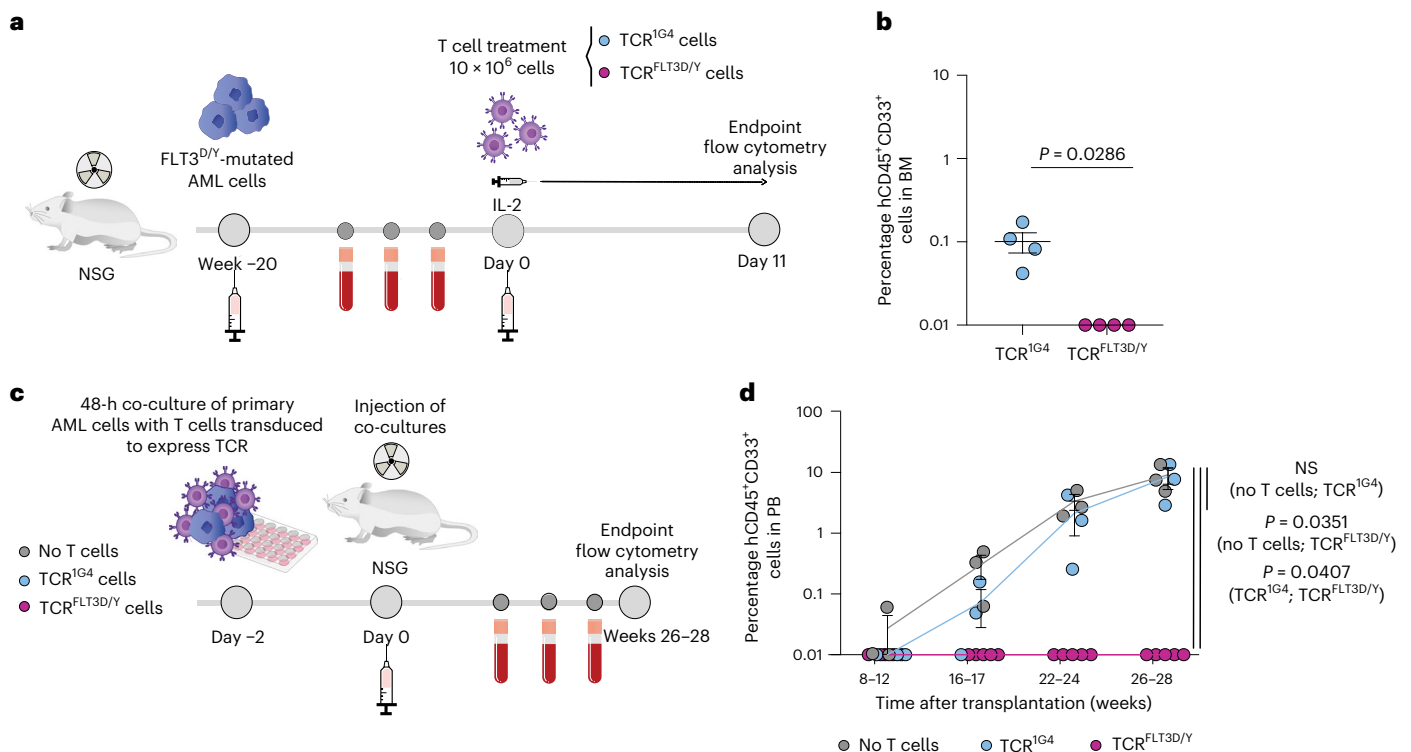 a
T cell treatment
10 × 10⁶ cells
TCR¹ᴳ⁴ cells
TCRᶠᴸᵀ³ᴰ/ʸ cells
FLT3ᴰ/ʸ-mutated
AML cells
Endpoint
flow cytometry
analysis
IL-2
NSG
Week −20
Day 0
Day 11
b
Percentage hCD45⁺CD33⁺
cells in BM
10
1
0.1
0.01
P = 0.0286
TCR¹ᴳ⁴
TCRᶠᴸᵀ³ᴰ/ʸ
c
48-h co-culture of primary
AML cells with T cells transduced
to express TCR
Injection of
co-cultures
No T cells
TCR¹ᴳ⁴ cells
TCRᶠᴸᵀ³ᴰ/ʸ cells
NSG
Endpoint
flow cytometry
analysis
Day −2
Day 0
Weeks 26–28
d
Percentage hCD45⁺CD33⁺
cells in PB
100
10
1
0.1
0.01
8–12
16–17
22–24
26–28
Time after transplantation (weeks)
NS
(no T cells; TCR¹ᴳ⁴)
P = 0.0351
(no T cells; TCRᶠᴸᵀ³ᴰ/ʸ)
P = 0.0407
(TCR¹ᴳ⁴; TCRᶠᴸᵀ³ᴰ/ʸ)
No T cells
TCR¹ᴳ⁴
TCRᶠᴸᵀ³ᴰ/ʸ